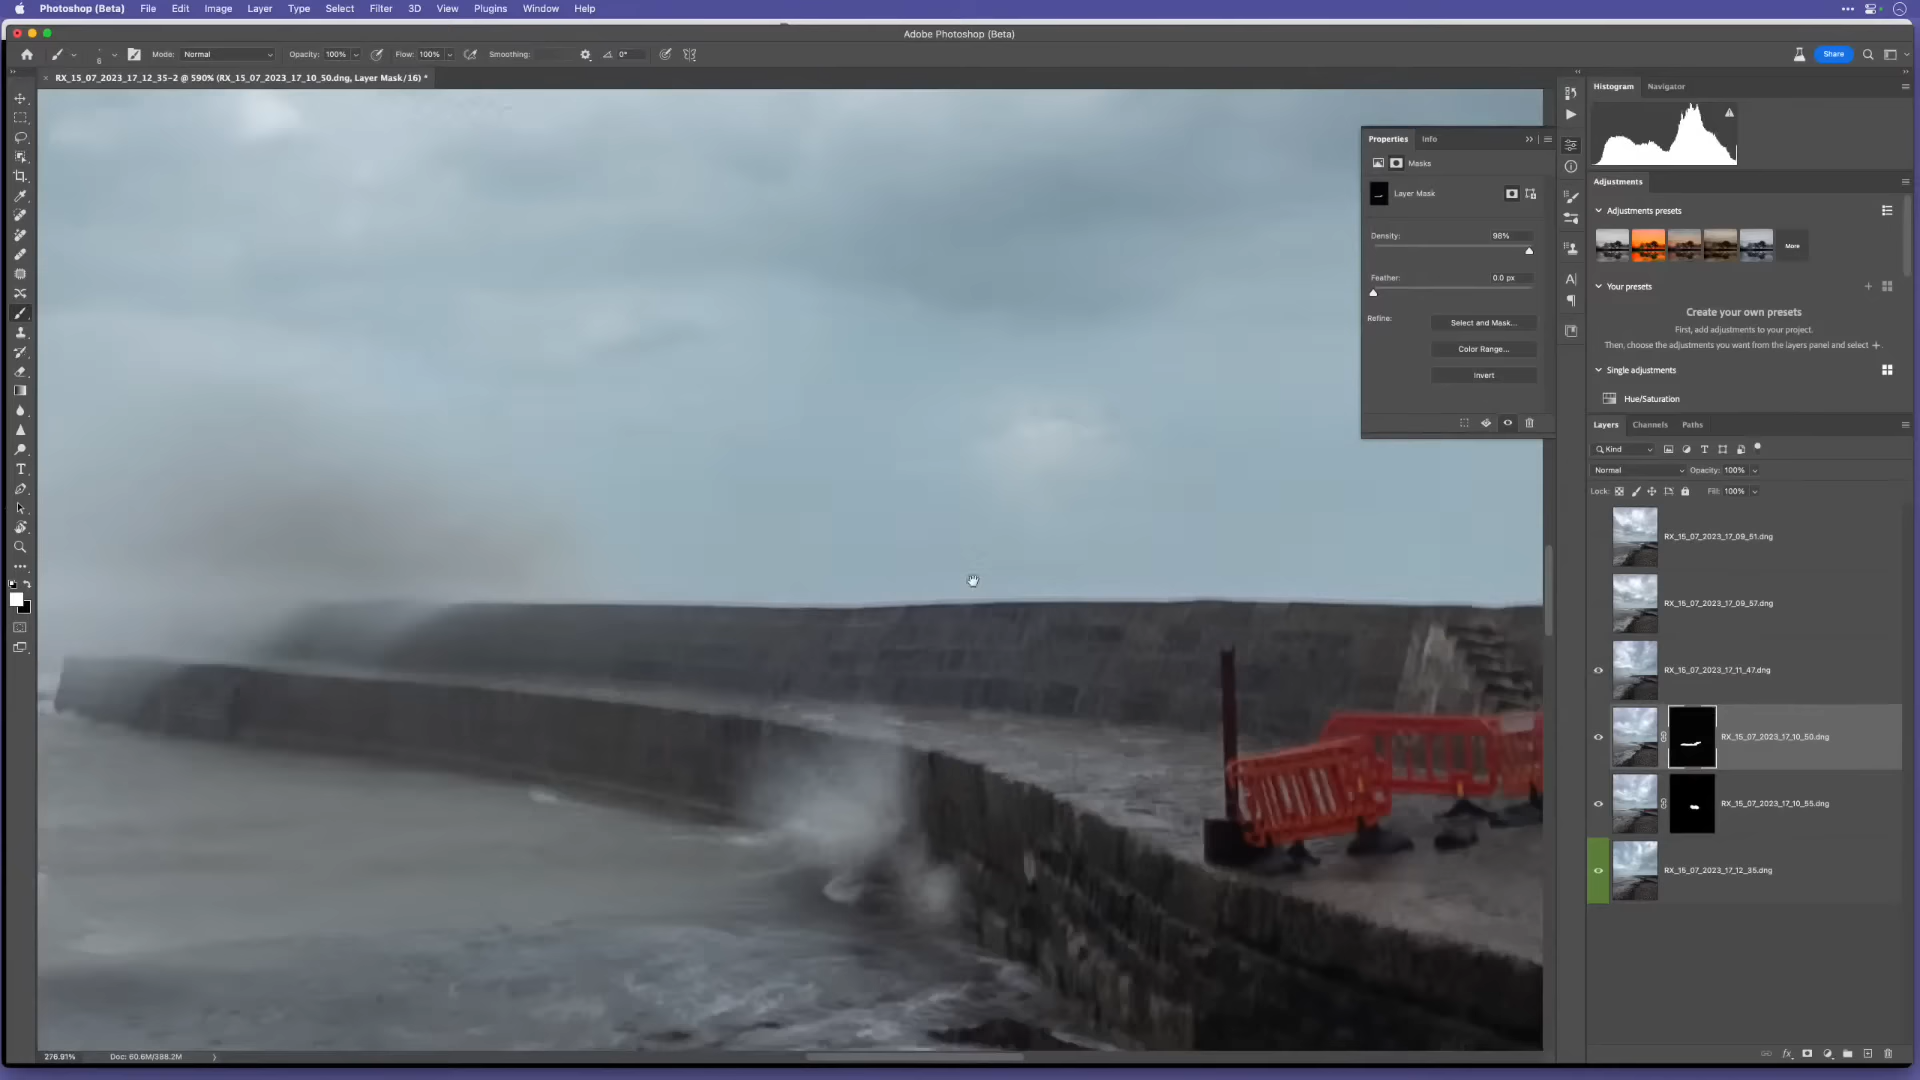 Photoshop (Beta) File Edit Image Layer Type Select Filter 3D View Plugins Window Help
Adobe Photoshop (Beta)
6 Mode: Normal Opacity: 100% Flow: 100% Smoothing: 0° Share
RX_15_07_2023_17_12_35-2 @ 590% (RX_15_07_2023_17_10_50.dng, Layer Mask/16) *
Histogram Navigator
Properties Info
Masks
Layer Mask
Density: 98%
Feather: 0.0 px
Refine:
Select and Mask...
Color Range...
Invert
Adjustments
Adjustments presets
More
Your presets
Create your own presets
First, add adjustments to your project.
Then, choose the adjustments you want from the layers panel and select +.
Single adjustments
Hue/Saturation
Layers Channels Paths
Kind
Normal Opacity: 100%
Lock: Fill: 100%
RX_15_07_2023_17_09_51.dng
RX_15_07_2023_17_09_57.dng
RX_15_07_2023_17_11_47.dng
RX_15_07_2023_17_10_50.dng
RX_15_07_2023_17_10_55.dng
RX_15_07_2023_17_12_35.dng
276.91% Doc: 60.6M/388.2M